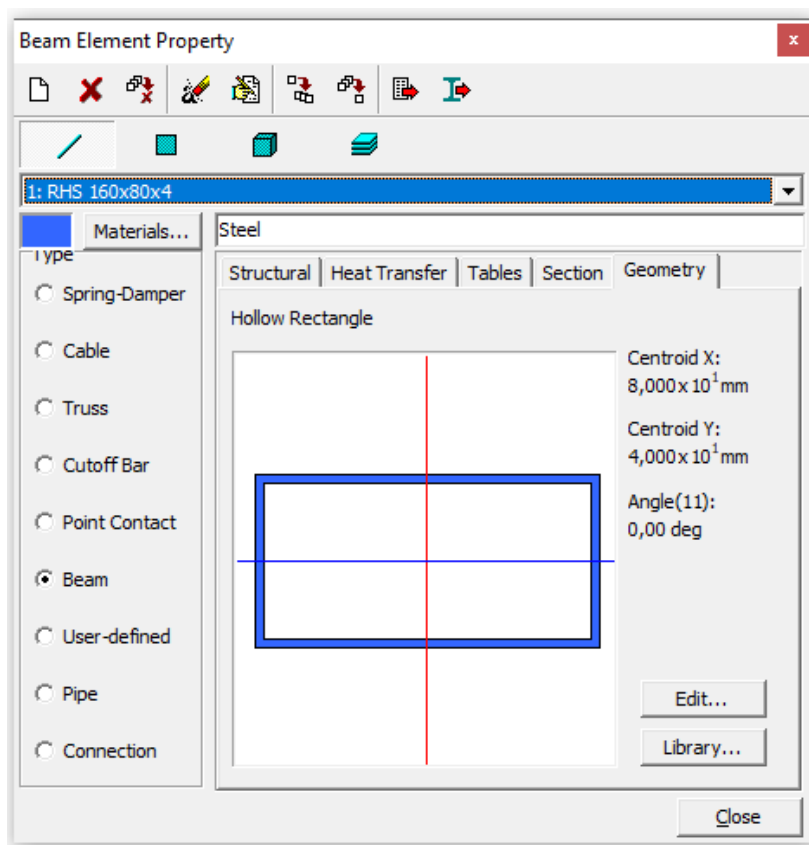 Beam Element Property
1: RHS 160x80x4
Materials...
Steel
Type
Spring-Damper
Cable
Truss
Cutoff Bar
Point Contact
Beam
User-defined
Pipe
Connection
Structural
Heat Transfer
Tables
Section
Geometry
Hollow Rectangle
Centroid X:
8,000x10¹mm
Centroid Y:
4,000x10¹mm
Angle(11):
0,00 deg
Edit...
Library...
Close